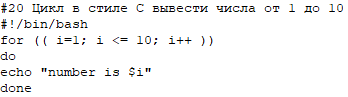 #20 Цикл в стиле C вывести числа от 1 до 10
#!/bin/bash
for (( i=1; i <= 10; i++ ))
do
echo "number is $i"
done